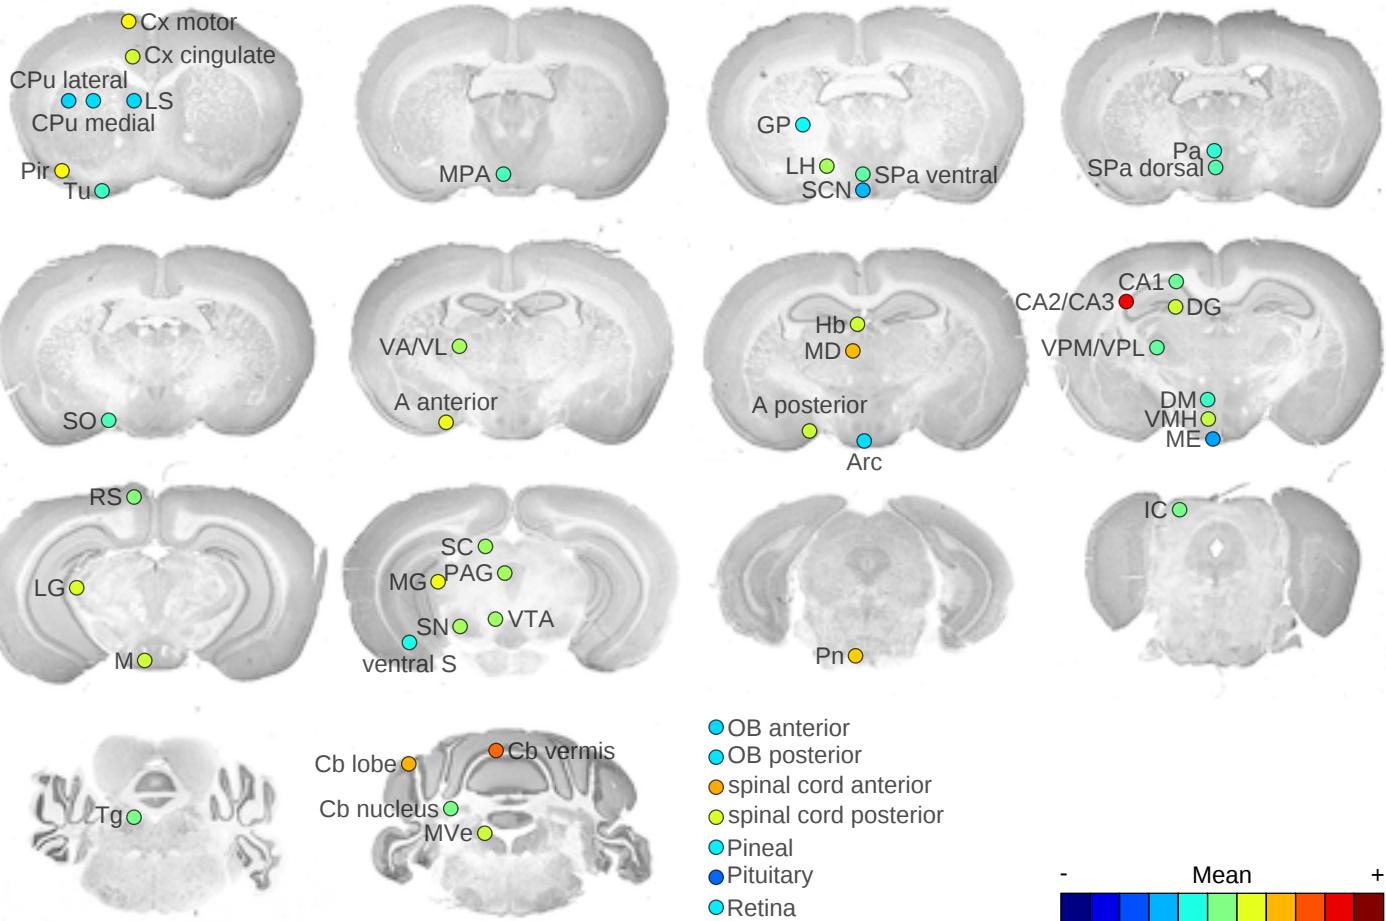 Cx motor
Cx cingulate
CPu lateral
LS
CPu medial
Pir
Tu
MPA
GP
LH
SPa ventral
SCN
Pa
SPa dorsal
SO
VA/VL
A anterior
Hb
MD
A posterior
Arc
CA1
CA2/CA3
DG
VPM/VPL
DM
VMH
ME
RS
LG
M
SC
MG
PAG
SN
VTA
ventral S
Pn
IC
Tg
Cb lobe
Cb vermis
Cb nucleus
MVe
OB anterior
OB posterior
spinal cord anterior
spinal cord posterior
Pineal
Pituitary
Retina
- Mean +